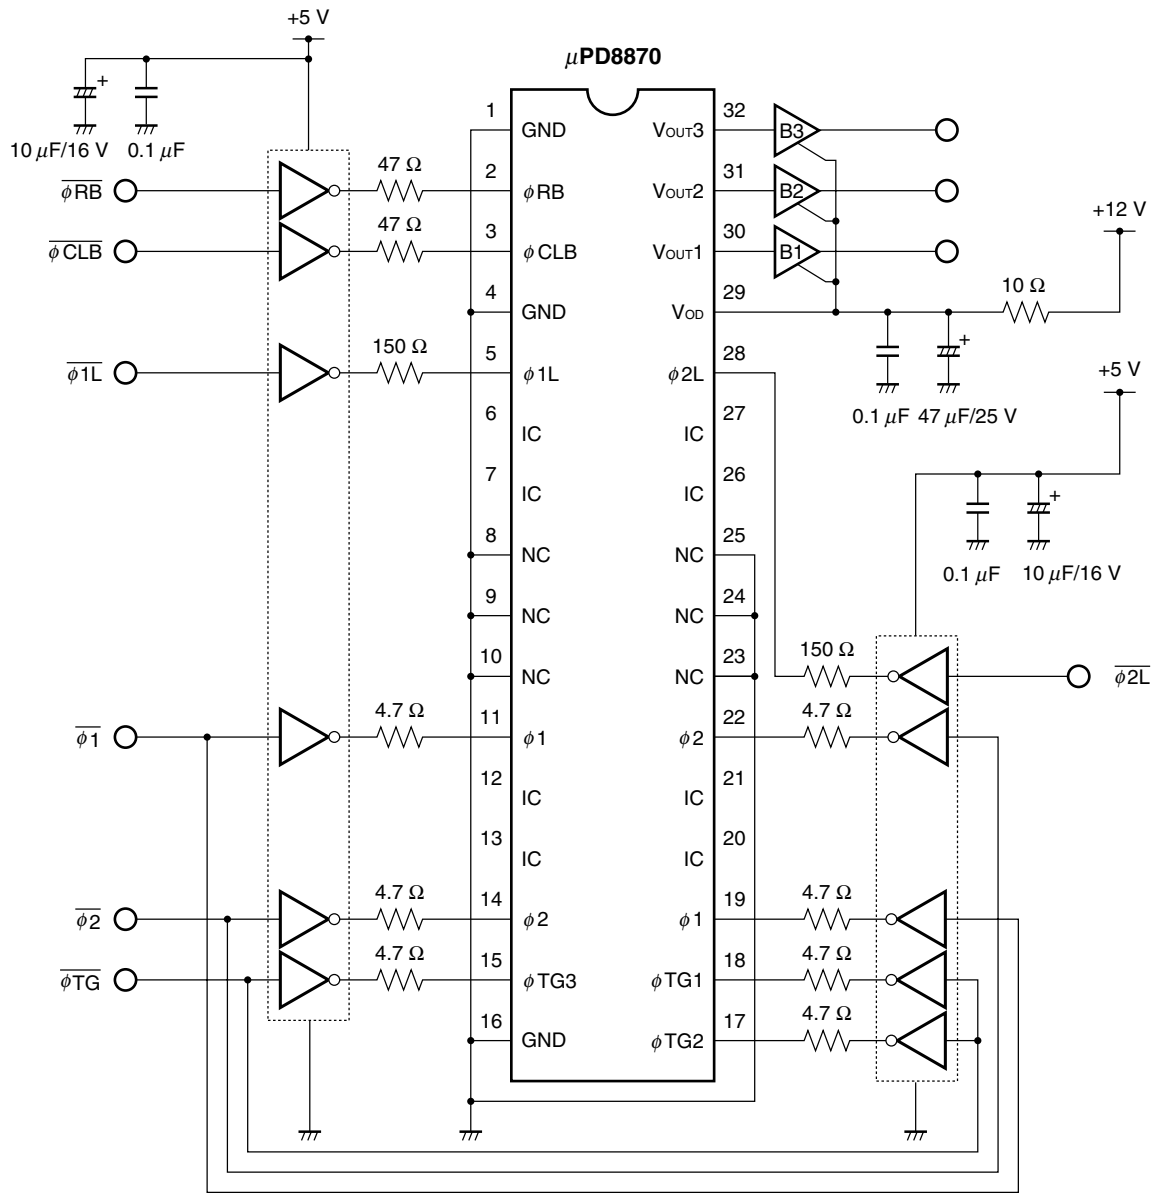 +5 V
μPD8870
+
10 μF/16 V
0.1 μF
1
GND
VOUT3
32
B3
φRB
47 Ω
2
φRB
VOUT2
31
B2
φCLB
47 Ω
3
φCLB
VOUT1
30
B1
+12 V
4
GND
VOD
29
10 Ω
+
0.1 μF
47 μF/25 V
φ1L
150 Ω
5
φ1L
φ2L
28
+5 V
6
IC
IC
27
7
IC
IC
26
+
0.1 μF
10 μF/16 V
8
NC
NC
25
9
NC
NC
24
10
NC
NC
23
150 Ω
φ2L
φ1
4.7 Ω
11
φ1
φ2
22
4.7 Ω
12
IC
IC
21
13
IC
IC
20
φ2
4.7 Ω
14
φ2
φ1
19
4.7 Ω
φTG
4.7 Ω
15
φTG3
φTG1
18
4.7 Ω
16
GND
φTG2
17
4.7 Ω